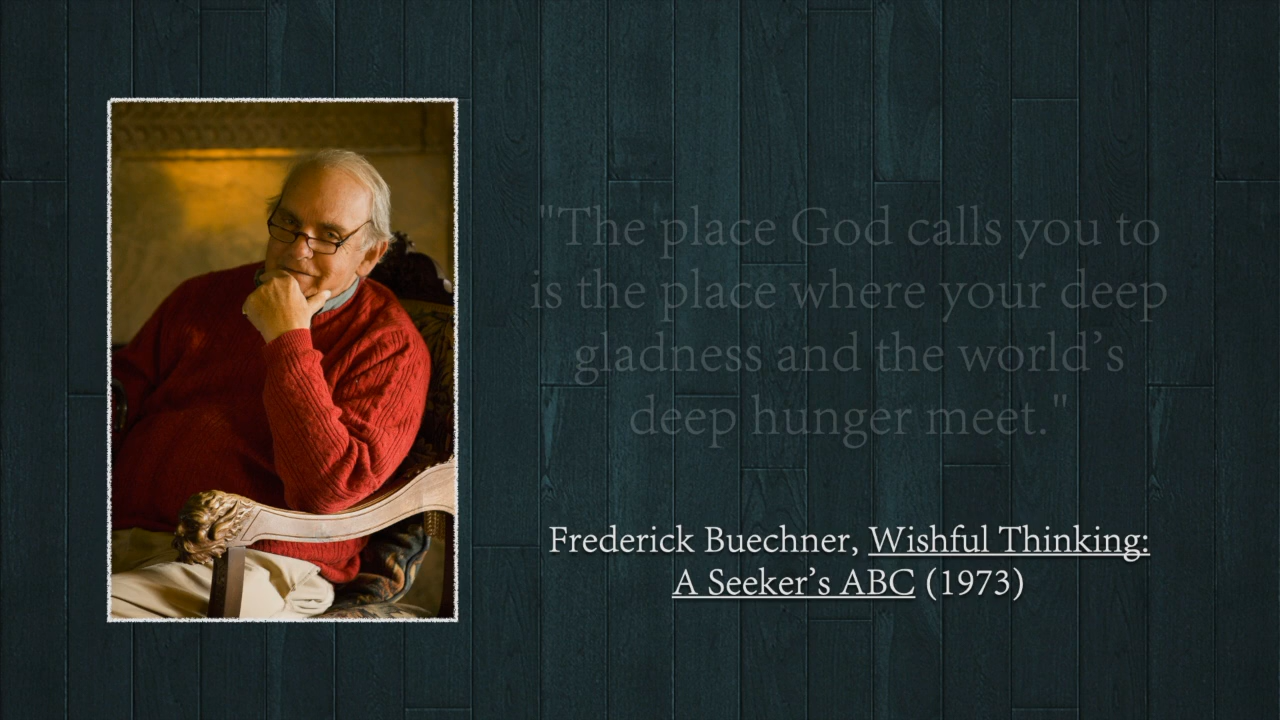 "The place God calls you to
is the place where your deep
gladness and the world’s
deep hunger meet."
Frederick Buechner, Wishful Thinking:
A Seeker’s ABC (1973)